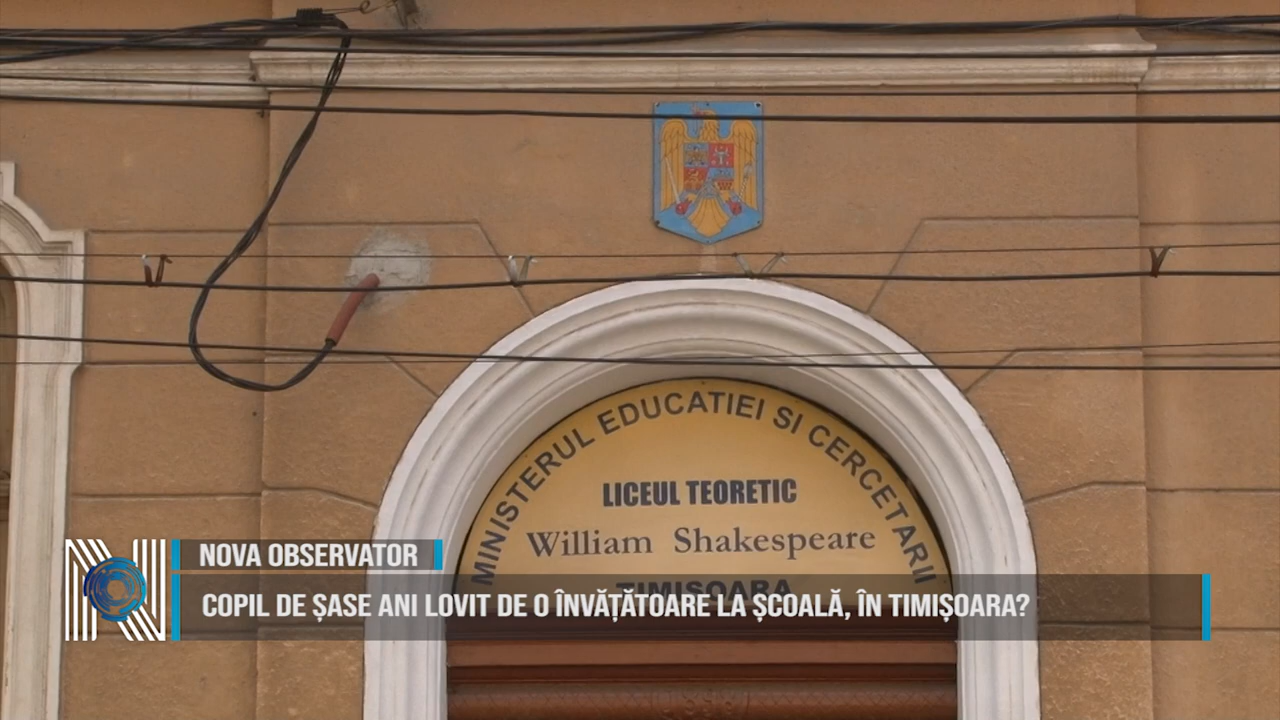 MINISTERUL EDUCATIEI SI CERCETARII
LICEUL TEORETIC
William Shakespeare
TIMISOARA
NOVA OBSERVATOR
COPIL DE ȘASE ANI LOVIT DE O ÎNVĂȚĂTOARE LA ȘCOALĂ, ÎN TIMIȘOARA?